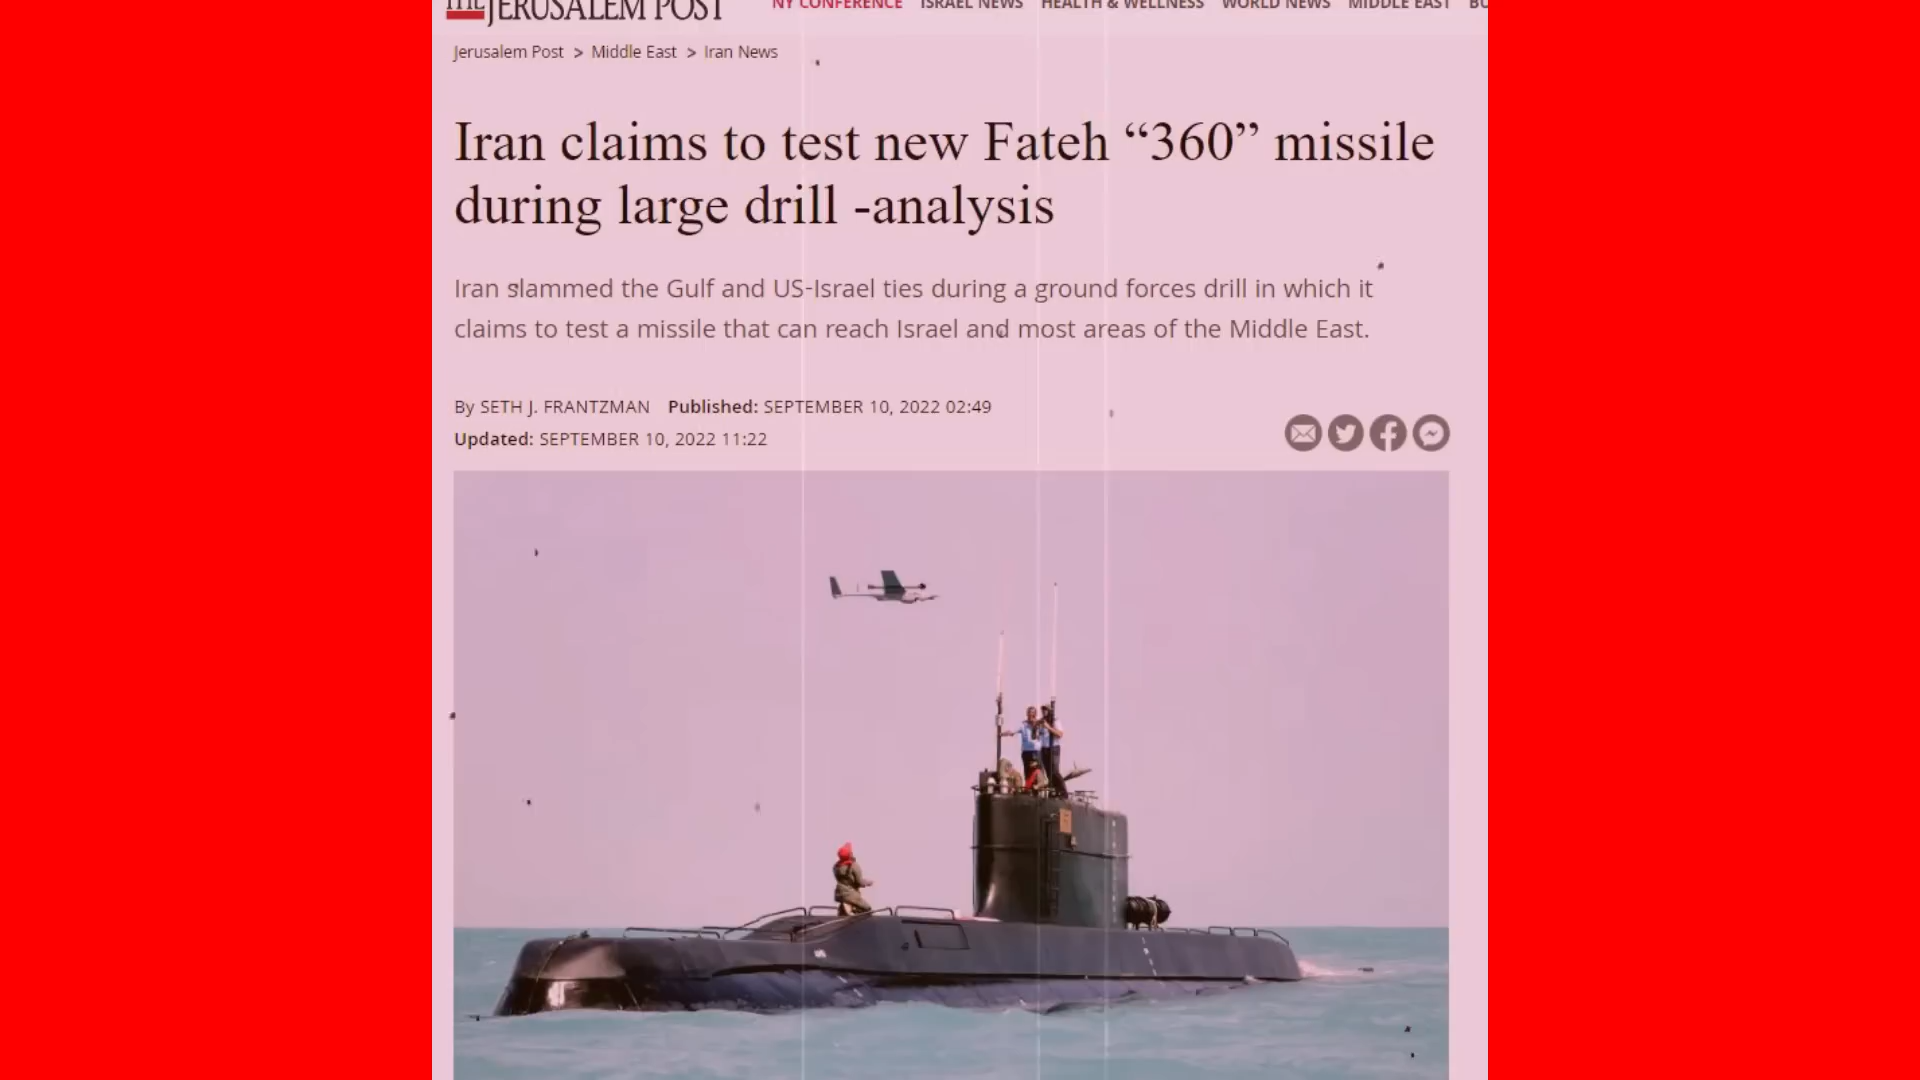 THE JERUSALEM POST
NY CONFERENCE ISRAEL NEWS HEALTH & WELLNESS WORLD NEWS MIDDLE EAST
Jerusalem Post > Middle East > Iran News
Iran claims to test new Fateh “360” missile
during large drill -analysis
Iran slammed the Gulf and US-Israel ties during a ground forces drill in which it
claims to test a missile that can reach Israel and most areas of the Middle East.
By SETH J. FRANTZMAN Published: SEPTEMBER 10, 2022 02:49
Updated: SEPTEMBER 10, 2022 11:22